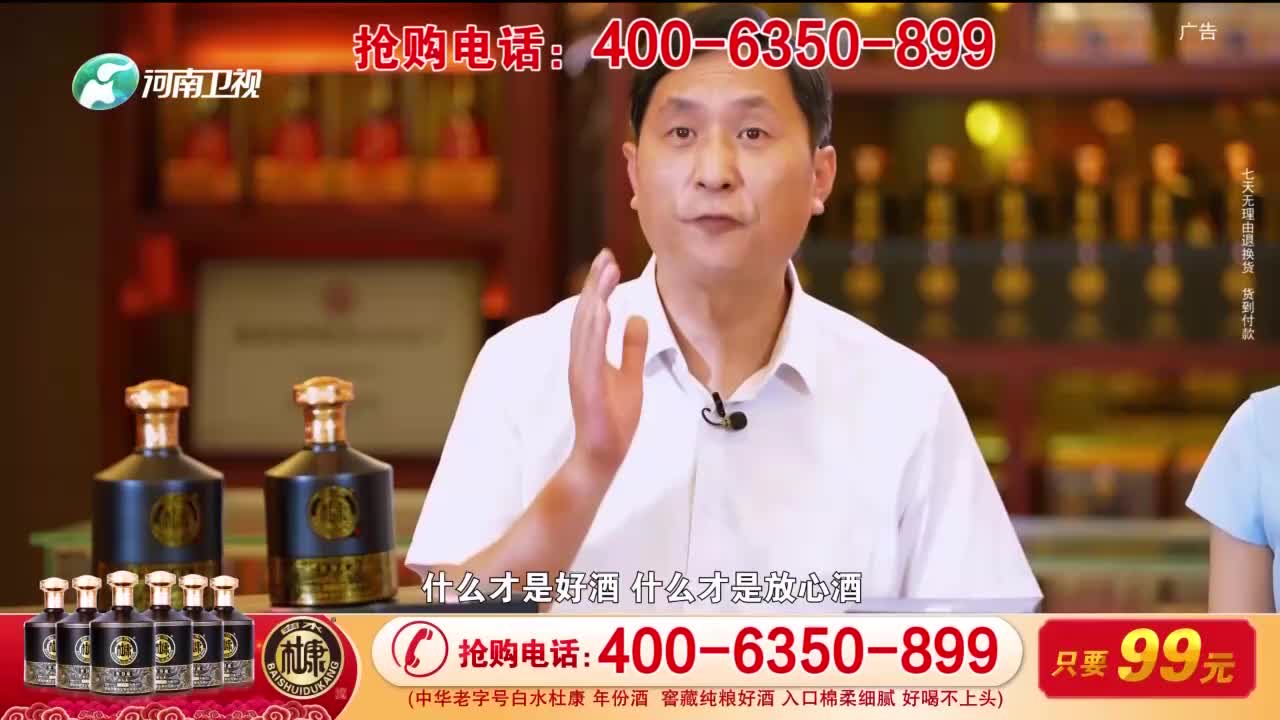 抢购电话：400-6350-899
广告
河南卫视
七天无理由退换货 货到付款
什么才是好酒 什么才是放心酒
白水
杜康
BAISHUIDUKANG
抢购电话:400-6350-899
只要99元
(中华老字号白水杜康 年份酒 窖藏纯粮好酒 入口棉柔细腻 好喝不上头)